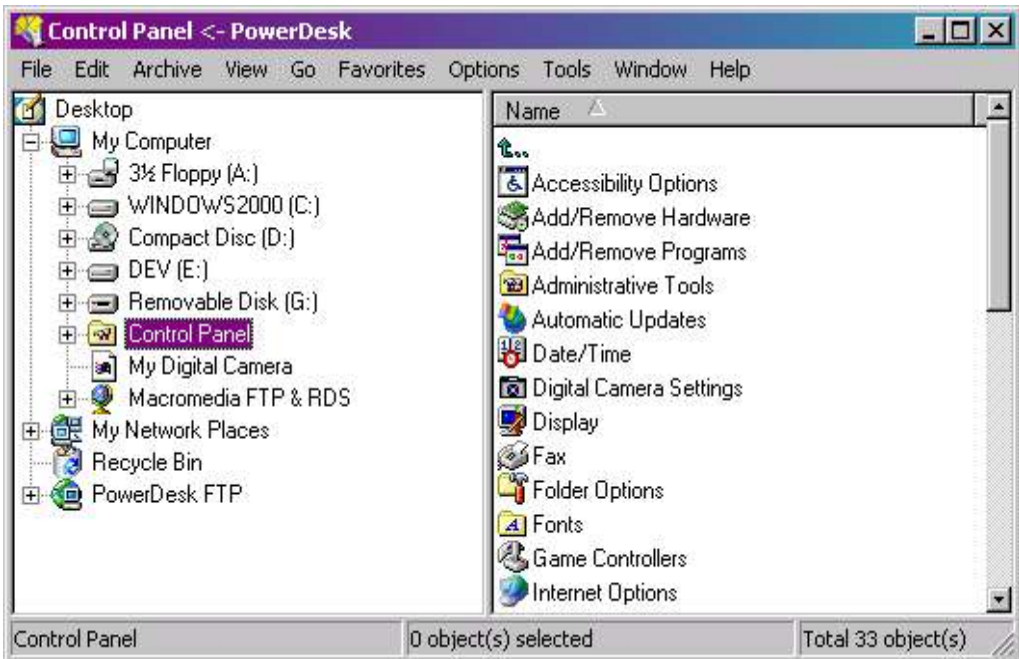 Control Panel <- PowerDesk
File Edit Archive View Go Favorites Options Tools Window Help
Desktop
My Computer
3½ Floppy (A:)
WINDOWS2000 (C:)
Compact Disc (D:)
DEV (E:)
Removable Disk (G:)
Control Panel
My Digital Camera
Macromedia FTP & RDS
My Network Places
Recycle Bin
PowerDesk FTP
Name
..
Accessibility Options
Add/Remove Hardware
Add/Remove Programs
Administrative Tools
Automatic Updates
Date/Time
Digital Camera Settings
Display
Fax
Folder Options
Fonts
Game Controllers
Internet Options
Control Panel
0 object(s) selected
Total 33 object(s)